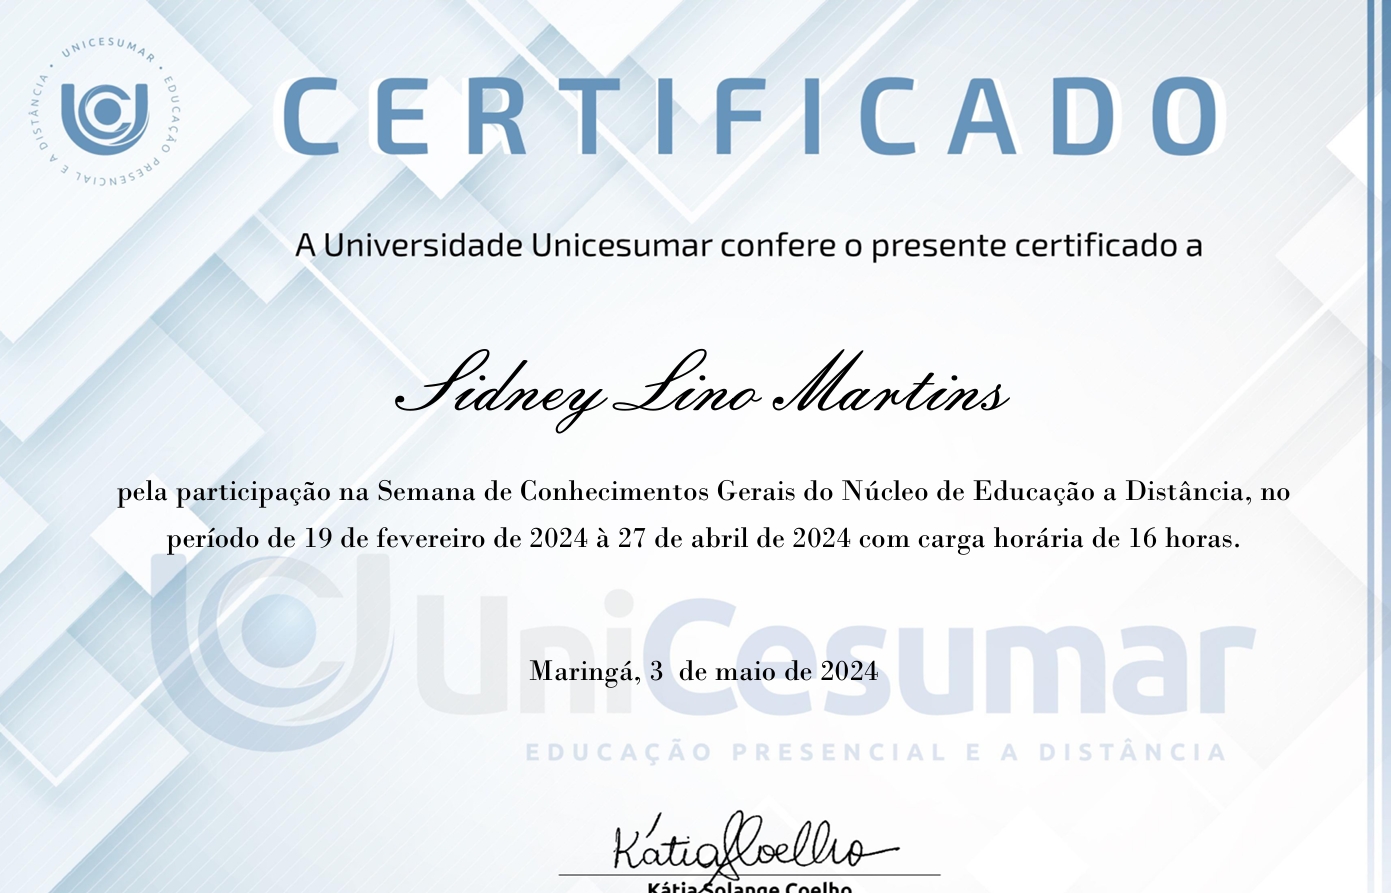 UNICESUMAR • EDUCAÇÃO PRESENCIAL E A DISTÂNCIA •
CERTIFICADO
A Universidade Unicesumar confere o presente certificado a
Sidney Lino Martins
pela participação na Semana de Conhecimentos Gerais do Núcleo de Educação a Distância, no
período de 19 de fevereiro de 2024 à 27 de abril de 2024 com carga horária de 16 horas.
UniCesumar
Maringá, 3 de maio de 2024
EDUCAÇÃO PRESENCIAL E A DISTÂNCIA
KátiaSCoelho
Kátia Solange Coelho